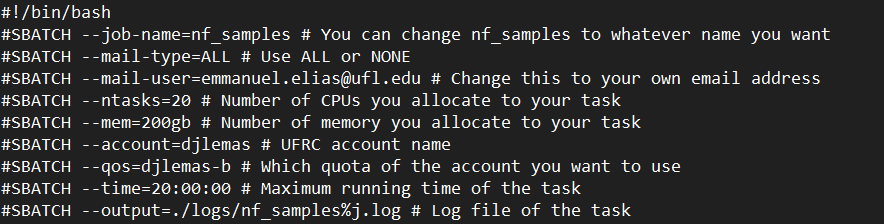 #!/bin/bash
#SBATCH --job-name=nf_samples # You can change nf_samples to whatever name you want
#SBATCH --mail-type=ALL # Use ALL or NONE
#SBATCH --mail-user=emmanuel.elias@ufl.edu # Change this to your own email address
#SBATCH --ntasks=20 # Number of CPUs you allocate to your task
#SBATCH --mem=200gb # Number of memory you allocate to your task
#SBATCH --account=djlemas # UFRC account name
#SBATCH --qos=djlemas-b # Which quota of the account you want to use
#SBATCH --time=20:00:00 # Maximum running time of the task
#SBATCH --output=./logs/nf_samples%j.log # Log file of the task